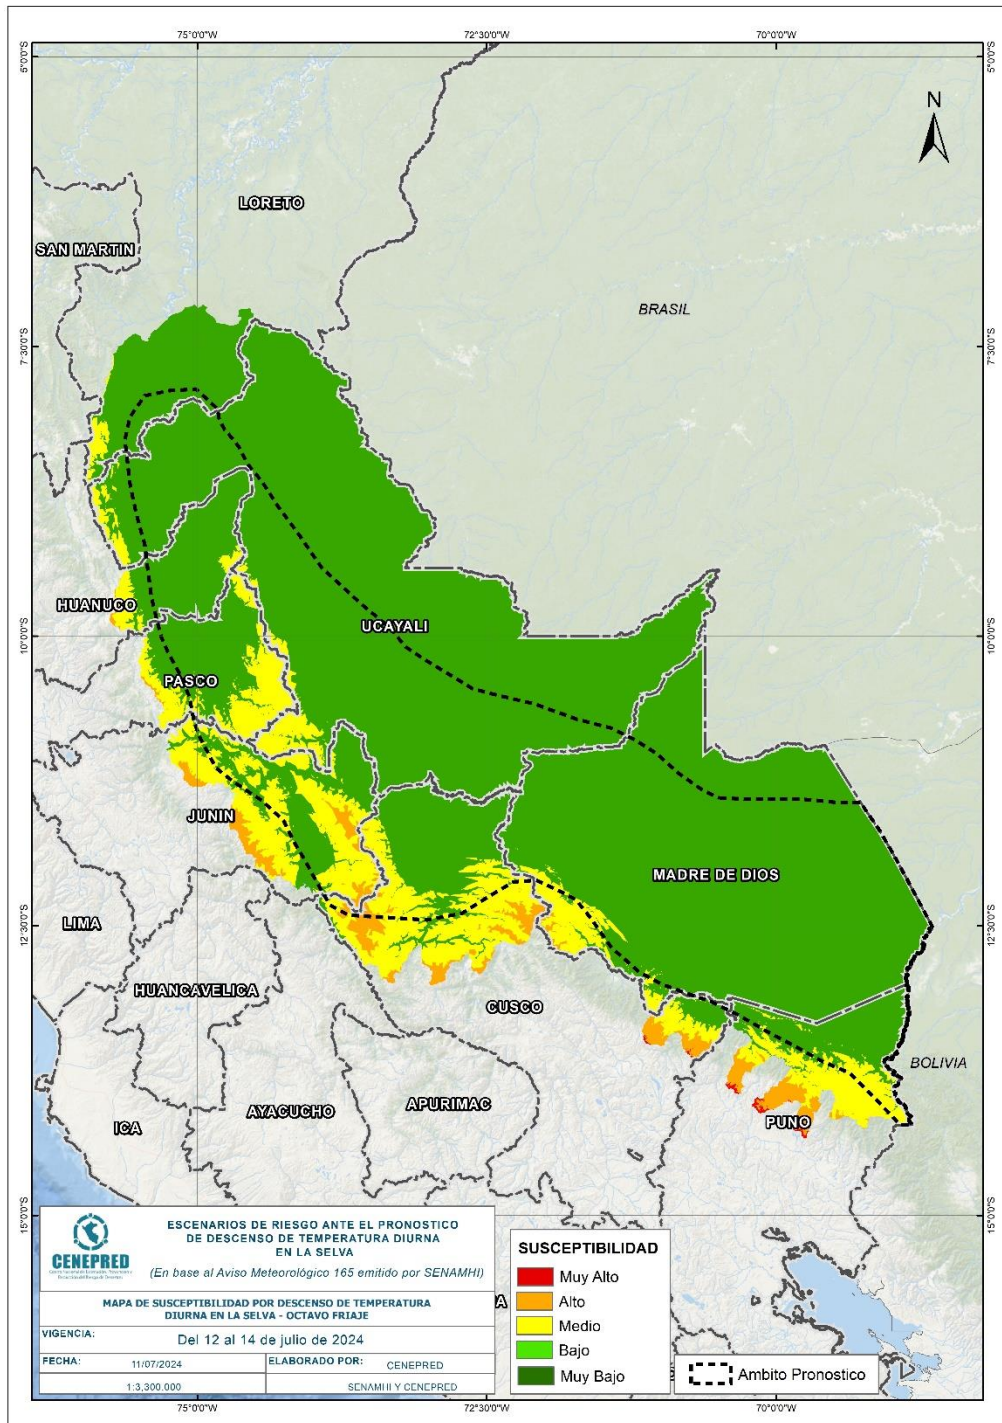 75°0'0"W 72°30'0"W 70°0'0"W
5°0'0"S 5°0'0"S
N
LORETO
SAN MARTIN
BRASIL
7°30'0"S 7°30'0"S
HUANUCO
UCAYALI
10°0'0"S 10°0'0"S
PASCO
JUNIN
MADRE DE DIOS
LIMA
12°30'0"S 12°30'0"S
HUANCAVELICA
CUSCO
BOLIVIA
APURIMAC
AYACUCHO
ICA
PUNO
15°0'0"S 15°0'0"S
CENEPRED
ESCENARIOS DE RIESGO ANTE EL PRONOSTICO
DE DESCENSO DE TEMPERATURA DIURNA
EN LA SELVA
(En base al Aviso Meteorológico 165 emitido por SENAMHI)
MAPA DE SUSCEPTIBILIDAD POR DESCENSO DE TEMPERATURA
DIURNA EN LA SELVA - OCTAVO FRIAJE
VIGENCIA: Del 12 al 14 de julio de 2024
FECHA: 11/07/2024 ELABORADO POR: CENEPRED
1:3,300.000 SENAMHI Y CENEPRED
A
SUSCEPTIBILIDAD
Muy Alto
Alto
Medio
Bajo
Muy Bajo
Ambito Pronostico
75°0'0"W 72°30'0"W 70°0'0"W